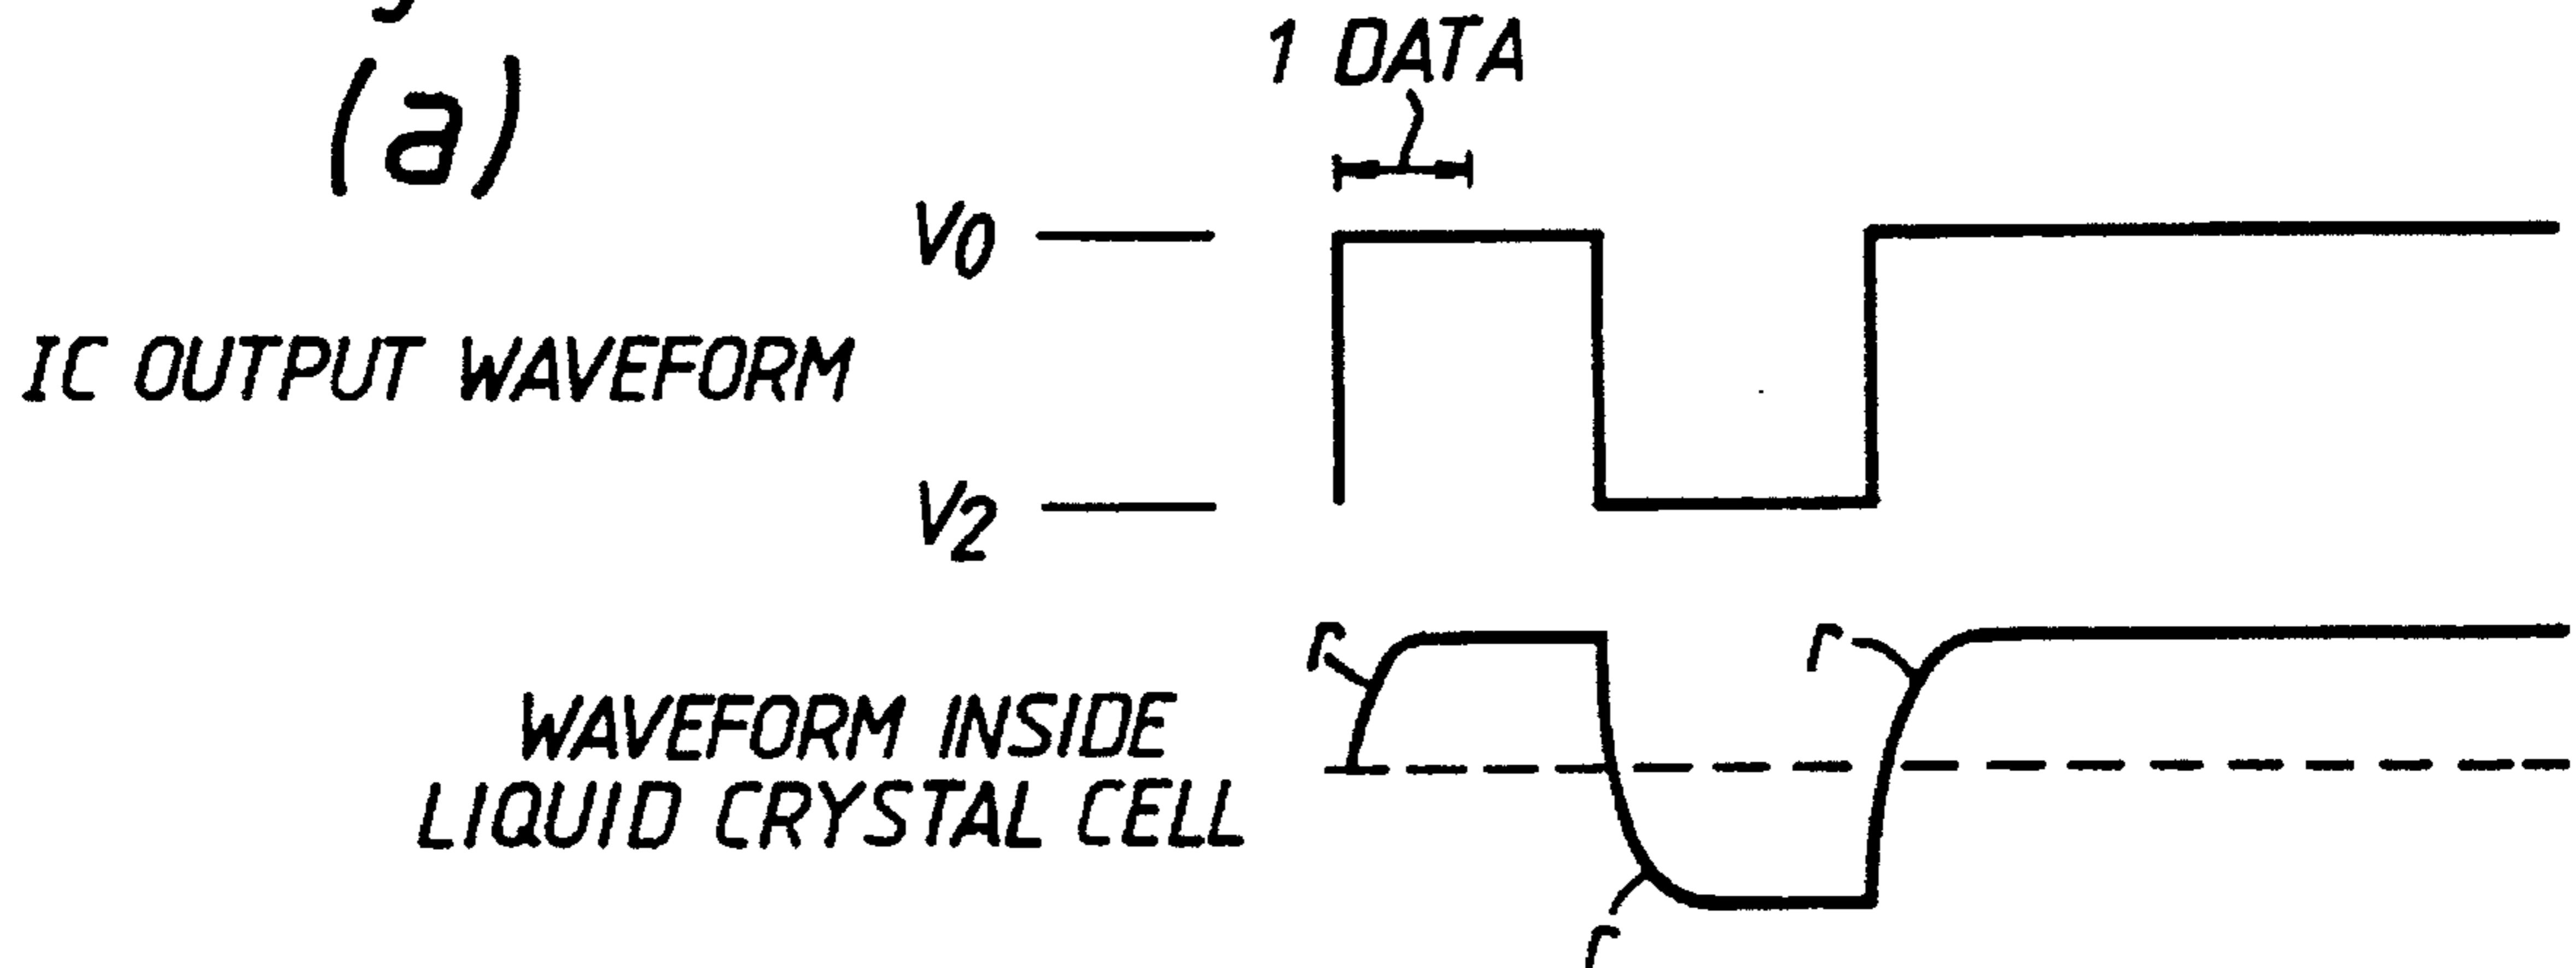 (a)
1 DATA
V0
IC OUTPUT WAVEFORM
V2
r
r
WAVEFORM INSIDE
LIQUID CRYSTAL CELL
r